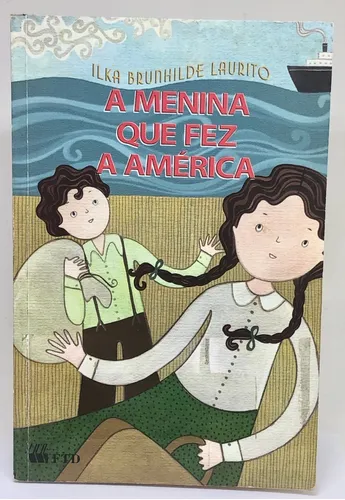 ILKA BRUNHILDE LAURITO
A MENINA
QUE FEZ
A AMÉRICA
FTD